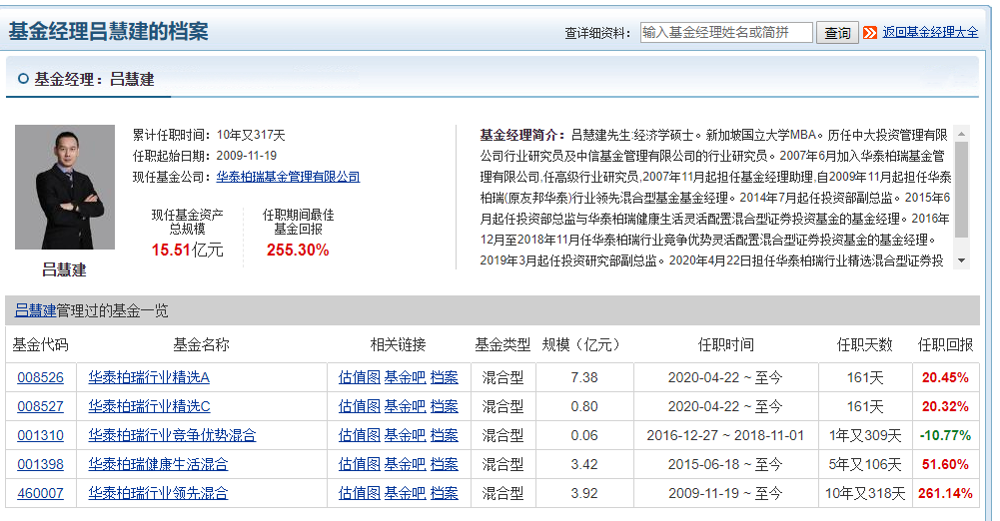 基金经理吕慧建的档案
查详细资料：
输入基金经理姓名或简拼
查询
返回基金经理大全
基金经理：吕慧建
累计任职时间：10年又317天
任职起始日期：2009-11-19
现任基金公司：华泰柏瑞基金管理有限公司
现任基金资产
总规模
15.51亿元
任职期间最佳
基金回报
255.30%
吕慧建
基金经理简介：吕慧建先生:经济学硕士。新加坡国立大学MBA。历任中大投资管理有限
公司行业研究员及中信基金管理有限公司的行业研究员。2007年6月加入华泰柏瑞基金管
理有限公司,任高级行业研究员,2007年11月起担任基金经理助理,自2009年11月起担任华泰
柏瑞(原友邦华泰)行业领先混合型基金基金经理。2014年7月起任投资部副总监。2015年6
月起任投资部总监与华泰柏瑞健康生活灵活配置混合型证券投资基金的基金经理。2016年
12月至2018年11月任华泰柏瑞行业竞争优势灵活配置混合型证券投资基金的基金经理。
2019年3月起任投资研究部副总监。2020年4月22日担任华泰柏瑞行业精选混合型证券投
吕慧建管理过的基金一览
基金代码 基金名称 相关链接 基金类型 规模（亿元） 任职时间 任职天数 任职回报
008526 华泰柏瑞行业精选A 估值图 基金吧 档案 混合型 7.38 2020-04-22 ~ 至今 161天 20.45%
008527 华泰柏瑞行业精选C 估值图 基金吧 档案 混合型 0.80 2020-04-22 ~ 至今 161天 20.32%
001310 华泰柏瑞行业竞争优势混合 估值图 基金吧 档案 混合型 0.06 2016-12-27 ~ 2018-11-01 1年又309天 -10.77%
001398 华泰柏瑞健康生活混合 估值图 基金吧 档案 混合型 3.42 2015-06-18 ~ 至今 5年又106天 51.60%
460007 华泰柏瑞行业领先混合 估值图 基金吧 档案 混合型 3.92 2009-11-19 ~ 至今 10年又318天 261.14%